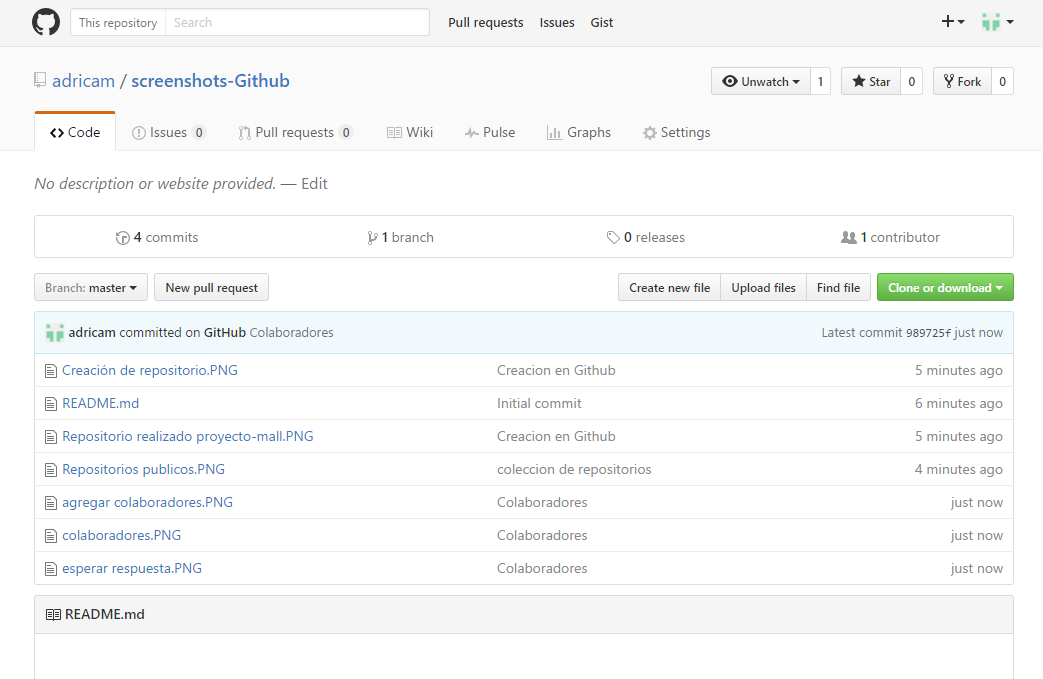 This repository Search Pull requests Issues Gist
adricam / screenshots-Github Unwatch 1 Star 0 Fork 0
Code Issues 0 Pull requests 0 Wiki Pulse Graphs Settings
No description or website provided. — Edit
4 commits 1 branch 0 releases 1 contributor
Branch: master New pull request Create new file Upload files Find file Clone or download
adricam committed on GitHub Colaboradores Latest commit 989725f just now
Creación de repositorio.PNG Creacion en Github 5 minutes ago
README.md Initial commit 6 minutes ago
Repositorio realizado proyecto-mall.PNG Creacion en Github 5 minutes ago
Repositorios publicos.PNG coleccion de repositorios 4 minutes ago
agregar colaboradores.PNG Colaboradores just now
colaboradores.PNG Colaboradores just now
esperar respuesta.PNG Colaboradores just now
README.md